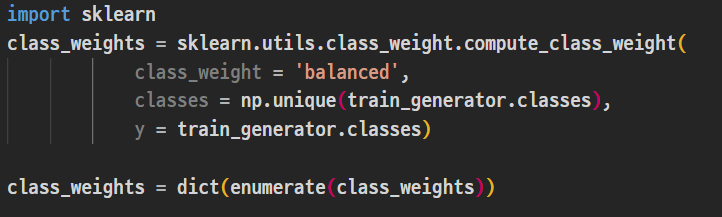 import sklearn
class_weights = sklearn.utils.class_weight.compute_class_weight(
class_weight = 'balanced',
classes = np.unique(train_generator.classes),
y = train_generator.classes)
class_weights = dict(enumerate(class_weights))